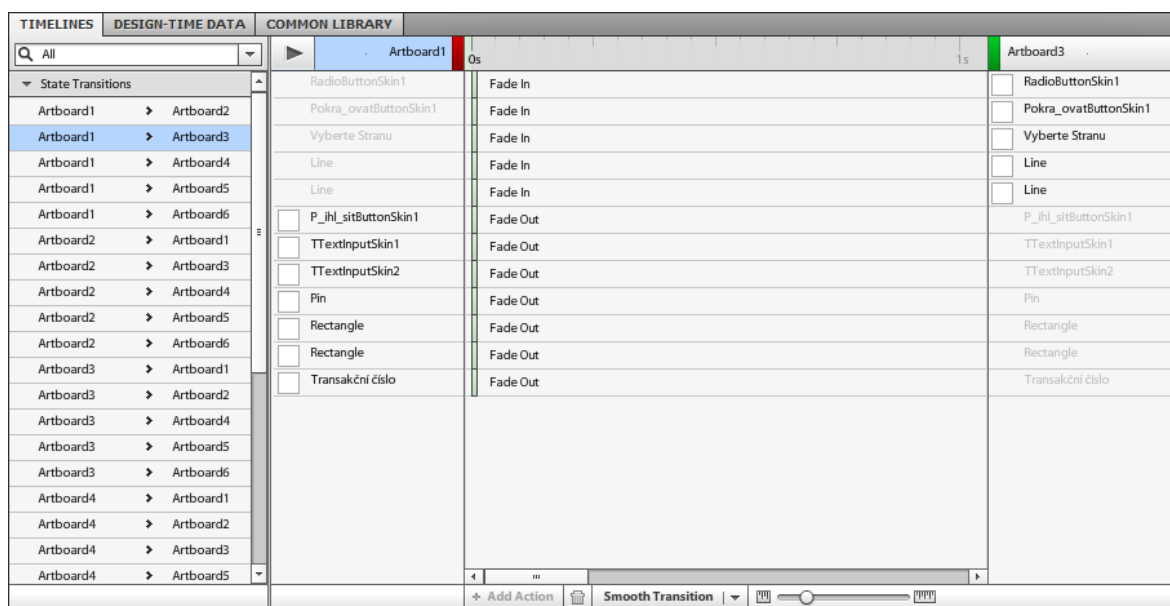 TIMELINES DESIGN-TIME DATA COMMON LIBRARY
All Artboard1 0s 1s Artboard3
State Transitions
Artboard1 Artboard2
Artboard1 Artboard3
Artboard1 Artboard4
Artboard1 Artboard5
Artboard1 Artboard6
Artboard2 Artboard1
Artboard2 Artboard3
Artboard2 Artboard4
Artboard2 Artboard5
Artboard2 Artboard6
Artboard3 Artboard1
Artboard3 Artboard2
Artboard3 Artboard4
Artboard3 Artboard5
Artboard3 Artboard6
Artboard4 Artboard1
Artboard4 Artboard2
Artboard4 Artboard3
Artboard4 Artboard5
RadioButtonSkin1 Fade In RadioButtonSkin1
Pokra_ovatButtonSkin1 Fade In Pokra_ovatButtonSkin1
Vyberte Stranu Fade In Vyberte Stranu
Line Fade In Line
Line Fade In Line
P_ihl_sitButtonSkin1 Fade Out P_ihl_sitButtonSkin1
TTextInputSkin1 Fade Out TTextInputSkin1
TTextInputSkin2 Fade Out TTextInputSkin2
Pin Fade Out Pin
Rectangle Fade Out Rectangle
Rectangle Fade Out Rectangle
Transakční číslo Fade Out Transakční číslo
+ Add Action Smooth Transition